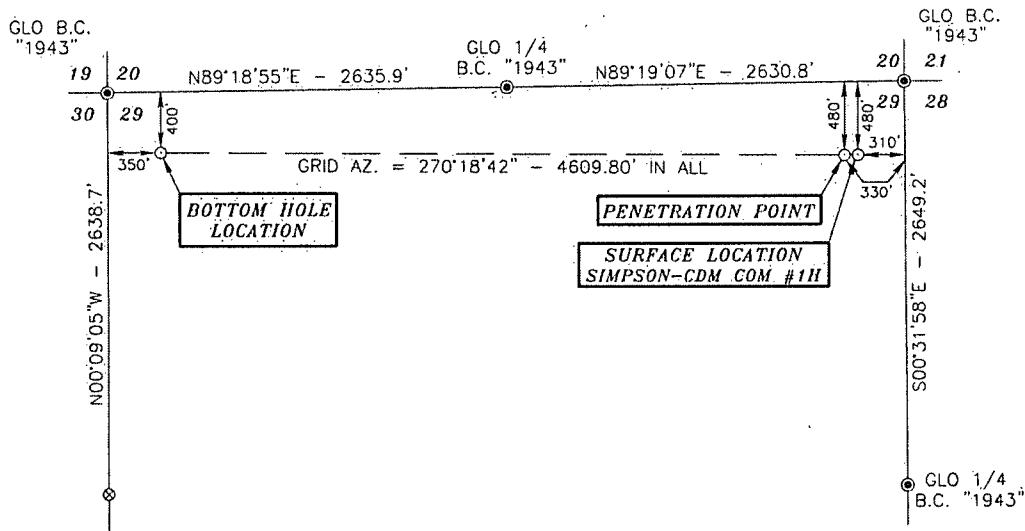 GLO B.C.
"1943"
GLO 1/4
B.C. "1943"
GLO B.C.
"1943"
19 20
30 29
N89°18'55"E - 2635.9'
N89°19'07"E - 2630.8'
20 21
29 28
400'
480'
480'
350'
310'
330'
GRID AZ. = 270°18'42" - 4609.80' IN ALL
BOTTOM HOLE
LOCATION
PENETRATION POINT
SURFACE LOCATION
SIMPSON-CDM COM #1H
N00°09'05"W - 2638.7'
S00°31'58"E - 2649.2'
GLO 1/4
B.C. "1943"